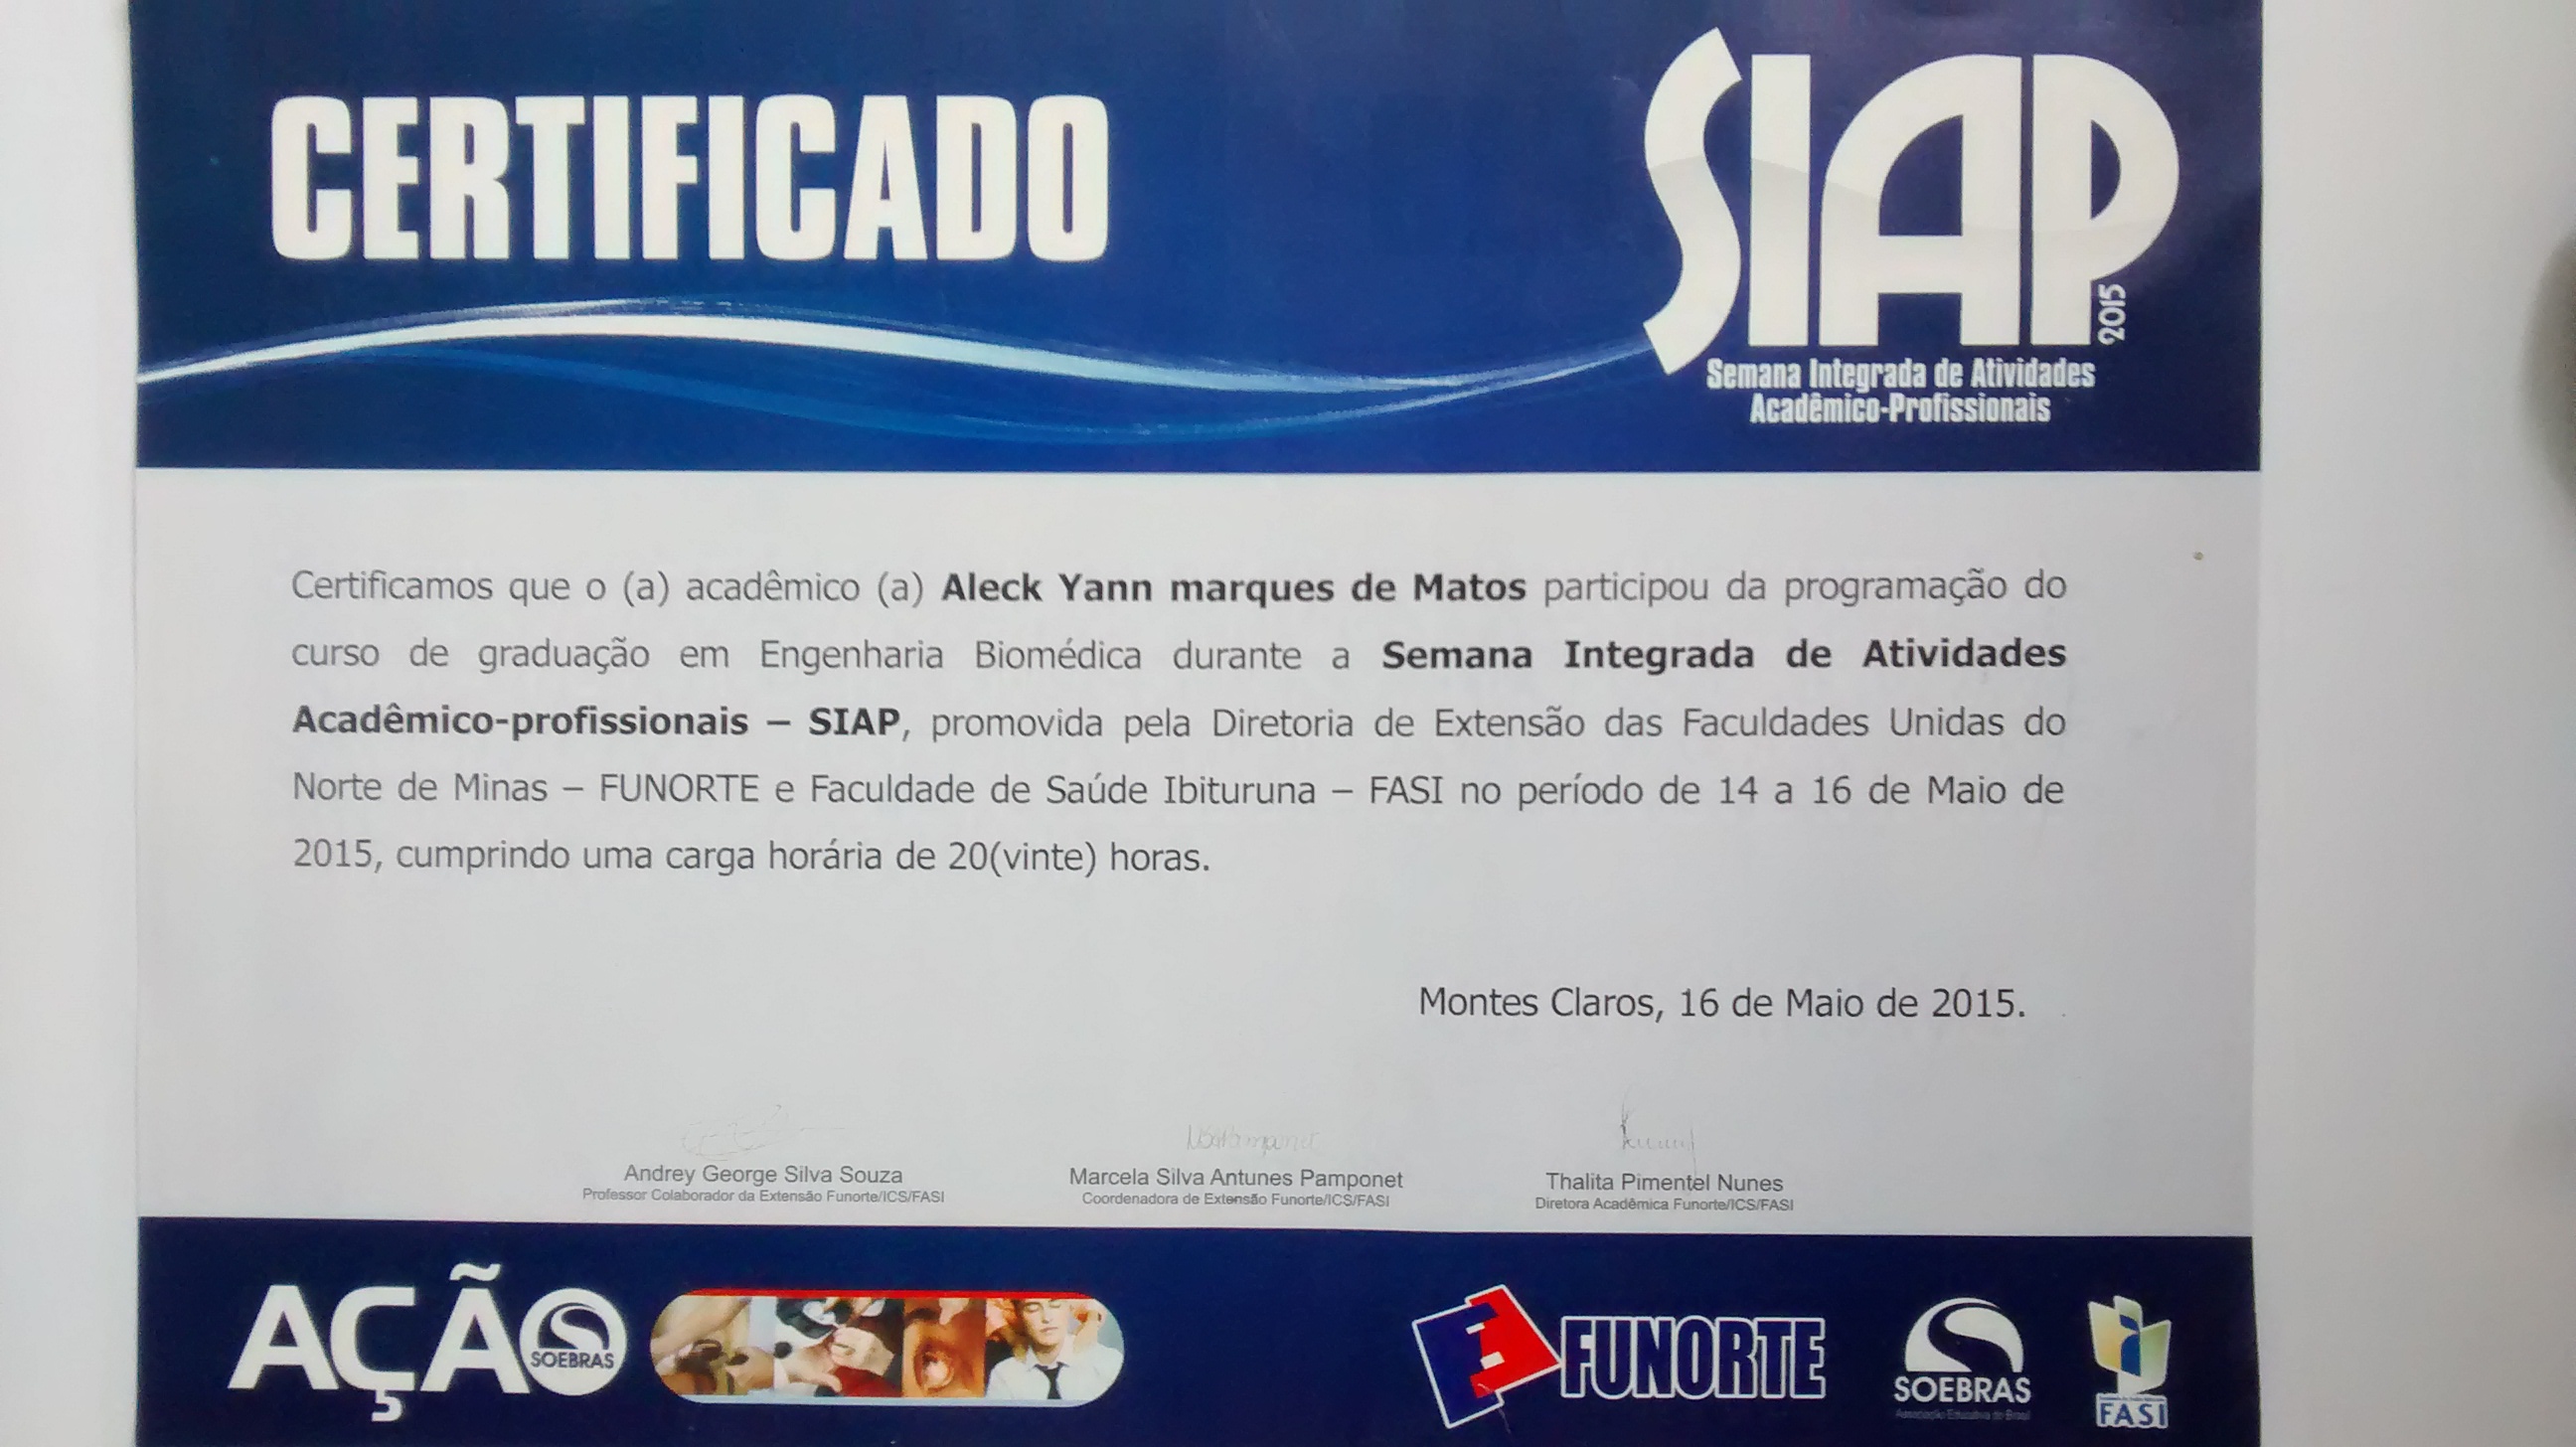 CERTIFICADO
SIAP
2015
Semana Integrada de Atividades
Acadêmico-Profissionais
Certificamos que o (a) acadêmico (a) Aleck Yann marques de Matos participou da programação do
curso de graduação em Engenharia Biomédica durante a Semana Integrada de Atividades
Acadêmico-profissionais – SIAP, promovida pela Diretoria de Extensão das Faculdades Unidas do
Norte de Minas – FUNORTE e Faculdade de Saúde Ibituruna – FASI no período de 14 a 16 de Maio de
2015, cumprindo uma carga horária de 20(vinte) horas.
Montes Claros, 16 de Maio de 2015.
Andrey George Silva Souza
Professor Colaborador da Extensão Funorte/ICS/FASI
Marcela Silva Antunes Pamponet
Coordenadora de Extensão Funorte/ICS/FASI
Thalita Pimentel Nunes
Diretora Acadêmica Funorte/ICS/FASI
AÇÃO
SOEBRAS
FUNORTE
SOEBRAS
Associação Educativa do Brasil
FASI